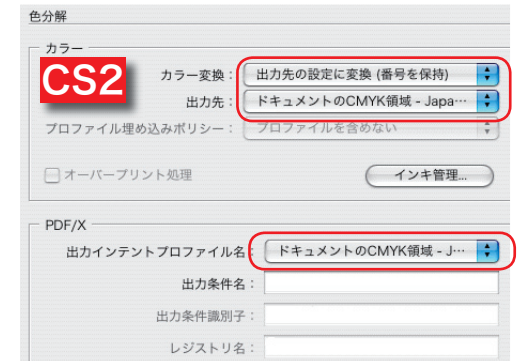 色分解
カラー
CS2
カラー変換： 出力先の設定に変換 (番号を保持)
出力先： ドキュメントのCMYK領域 - Japa…
プロファイル埋め込みポリシー： プロファイルを含めない
オーバープリント処理 インキ管理...
PDF/X
出力インテントプロファイル名： ドキュメントのCMYK領域 - J…
出力条件名：
出力条件識別子：
レジストリ名：